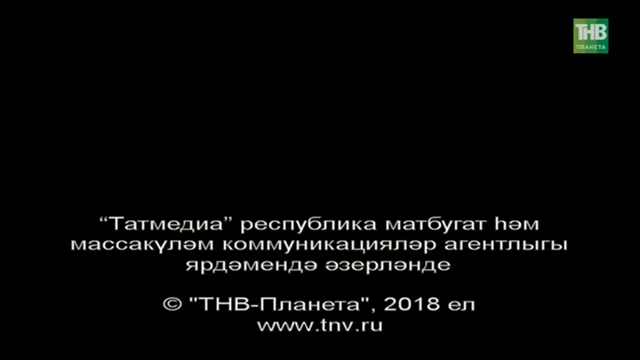 ТНВ
ПЛАНЕТА
“Татмедиа” республика матбугат һәм
массакүләм коммуникацияләр агентлыгы
ярдәмендә әзерләнде
© "ТНВ-Планета", 2018 ел
www.tnv.ru